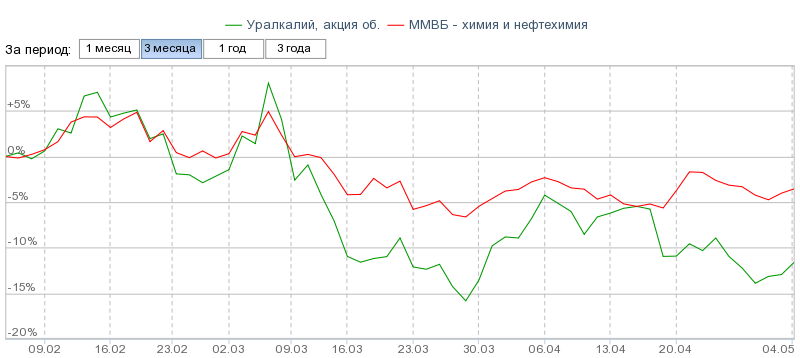 Уралкалий, акция об. ММВБ - химия и нефтехимия
За период: 1 месяц 3 месяца 1 год 3 года
+5%
0%
-5%
-10%
-15%
-20%
09.02 16.02 23.02 02.03 09.03 16.03 23.03 30.03 06.04 13.04 20.04 04.05